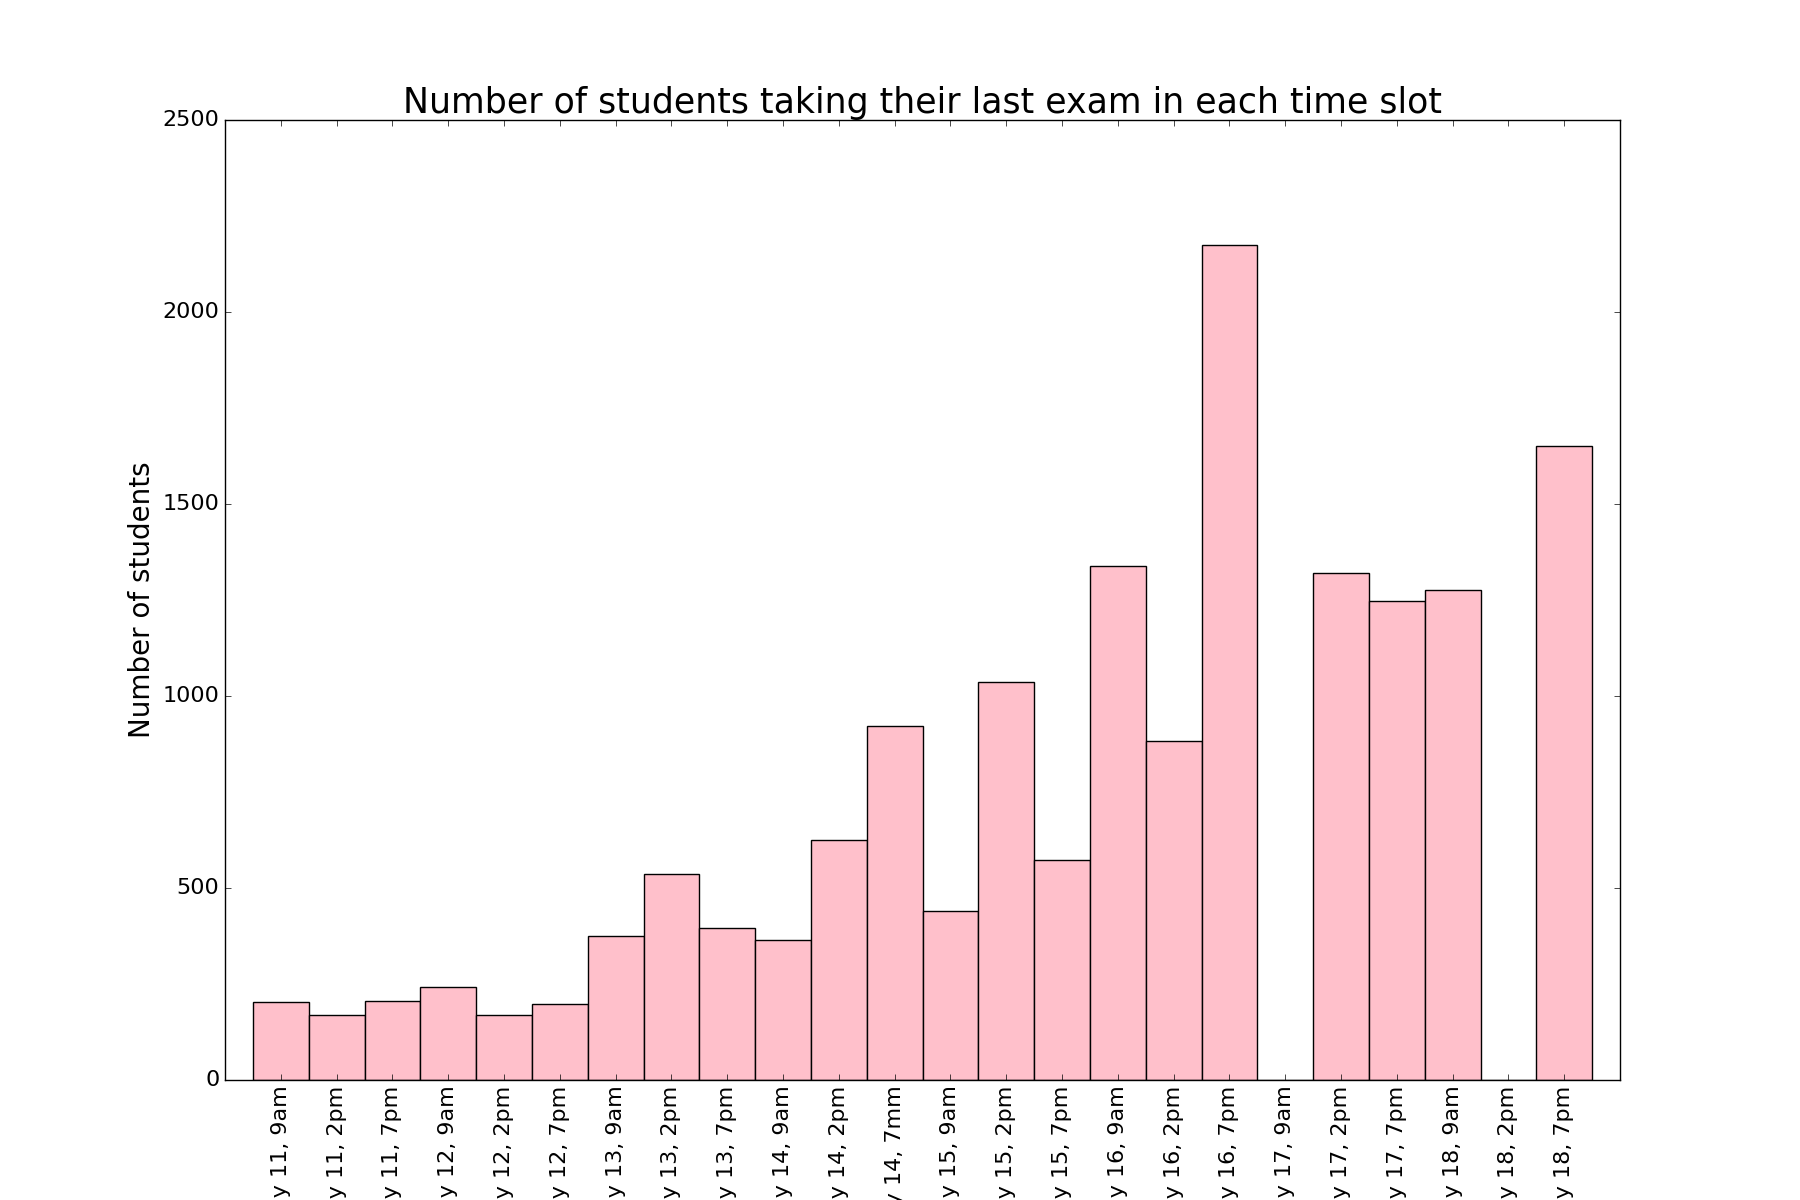 Number of students taking their last exam in each time slot
Number of students
2500
2000
1500
1000
500
0
y 11, 9am
y 11, 2pm
y 11, 7pm
y 12, 9am
y 12, 2pm
y 12, 7pm
y 13, 9am
y 13, 2pm
y 13, 7pm
y 14, 9am
y 14, 2pm
y 14, 7mm
y 15, 9am
y 15, 2pm
y 15, 7pm
y 16, 9am
y 16, 2pm
y 16, 7pm
y 17, 9am
y 17, 2pm
y 17, 7pm
y 18, 9am
y 18, 2pm
y 18, 7pm